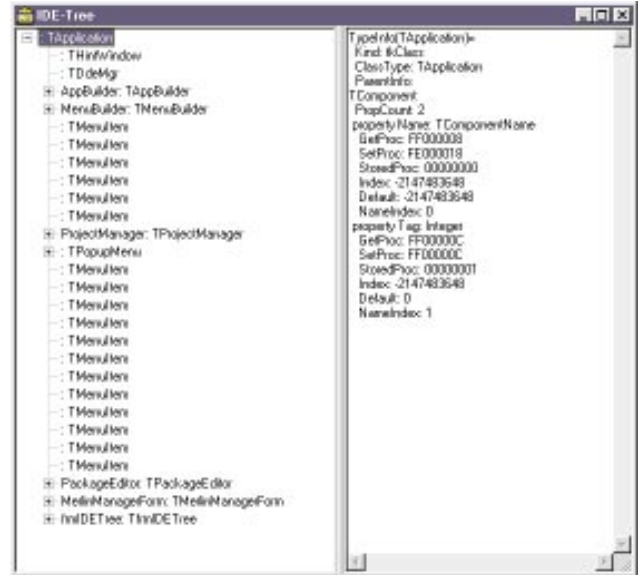 IDE-Tree
: TApplication
: THintWindow
: TDdeMgr
AppBuilder: TAppBuilder
MenuBuilder: TMenuBuilder
: TMenuItem
: TMenuItem
: TMenuItem
: TMenuItem
: TMenuItem
: TMenuItem
ProjectManager: TProjectManager
: TPopupMenu
: TMenuItem
: TMenuItem
: TMenuItem
: TMenuItem
: TMenuItem
: TMenuItem
: TMenuItem
: TMenuItem
: TMenuItem
: TMenuItem
: TMenuItem
: TMenuItem
PackageEditor: TPackageEditor
MerlinManagerForm: TMerlinManagerForm
frmIDETree: TfrmIDETree
TypeInfo(TApplication)=
Kind: tkClass
ClassType: TApplication
ParentInfo:
TComponent
PropCount: 2
property Name: TComponentName
GetProc: FF000008
SetProc: FE000018
StoredProc: 00000000
Index: -2147483648
Default: -2147483648
NameIndex: 0
property Tag: Integer
GetProc: FF00000C
SetProc: FF00000C
StoredProc: 00000001
Index: -2147483648
Default: 0
NameIndex: 1